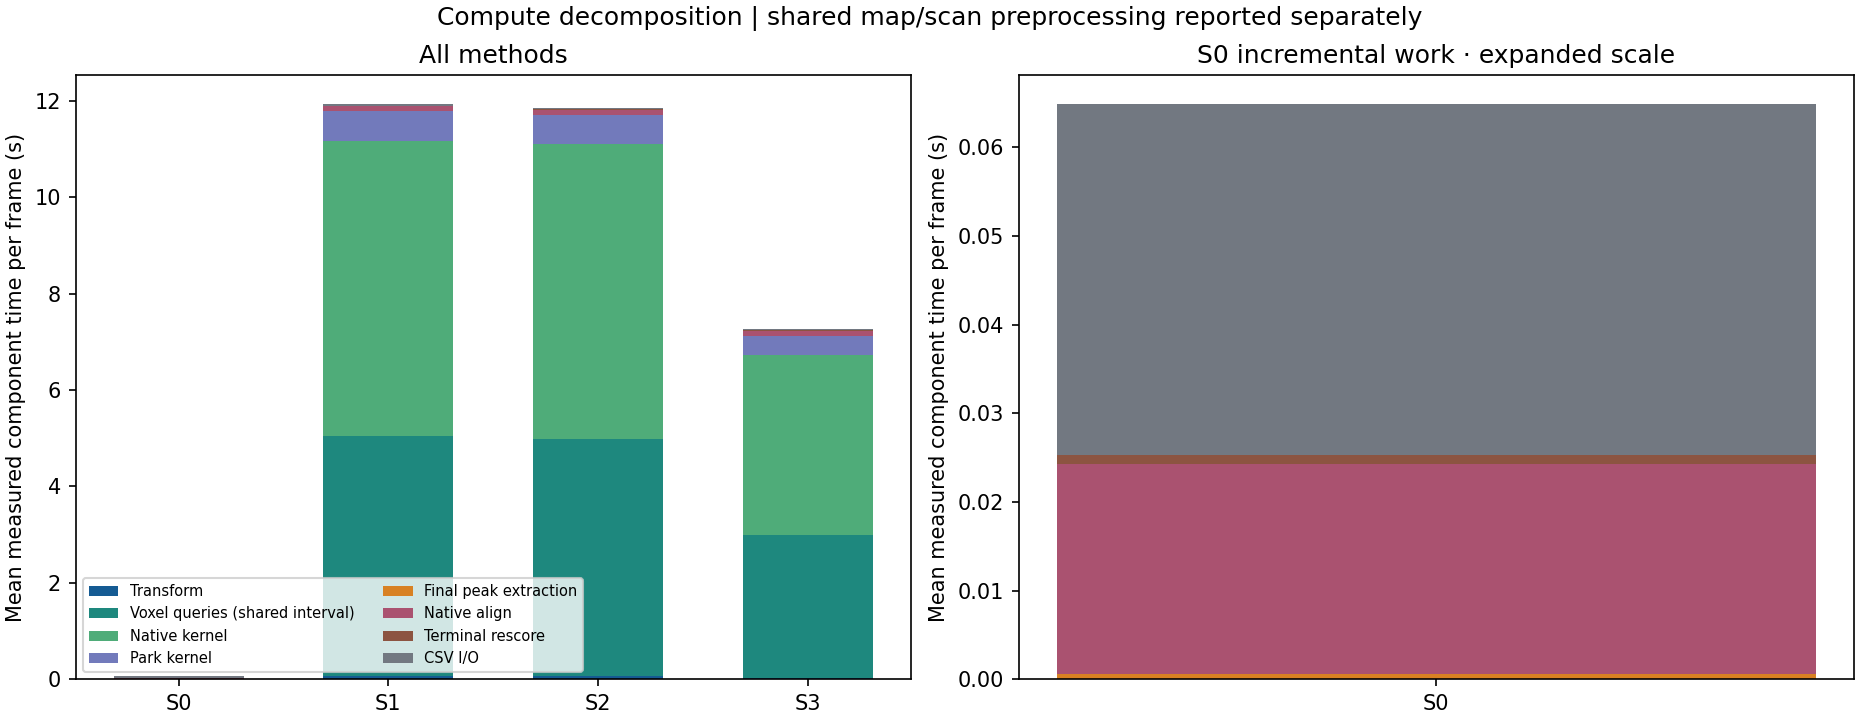 Compute decomposition | shared map/scan preprocessing reported separately
All methods
Mean measured component time per frame (s)
12
10
8
6
4
2
0
Transform
Voxel queries (shared interval)
Native kernel
Park kernel
Final peak extraction
Native align
Terminal rescore
CSV I/O
S0
S1
S2
S3
S0 incremental work · expanded scale
Mean measured component time per frame (s)
0.06
0.05
0.04
0.03
0.02
0.01
0.00
S0